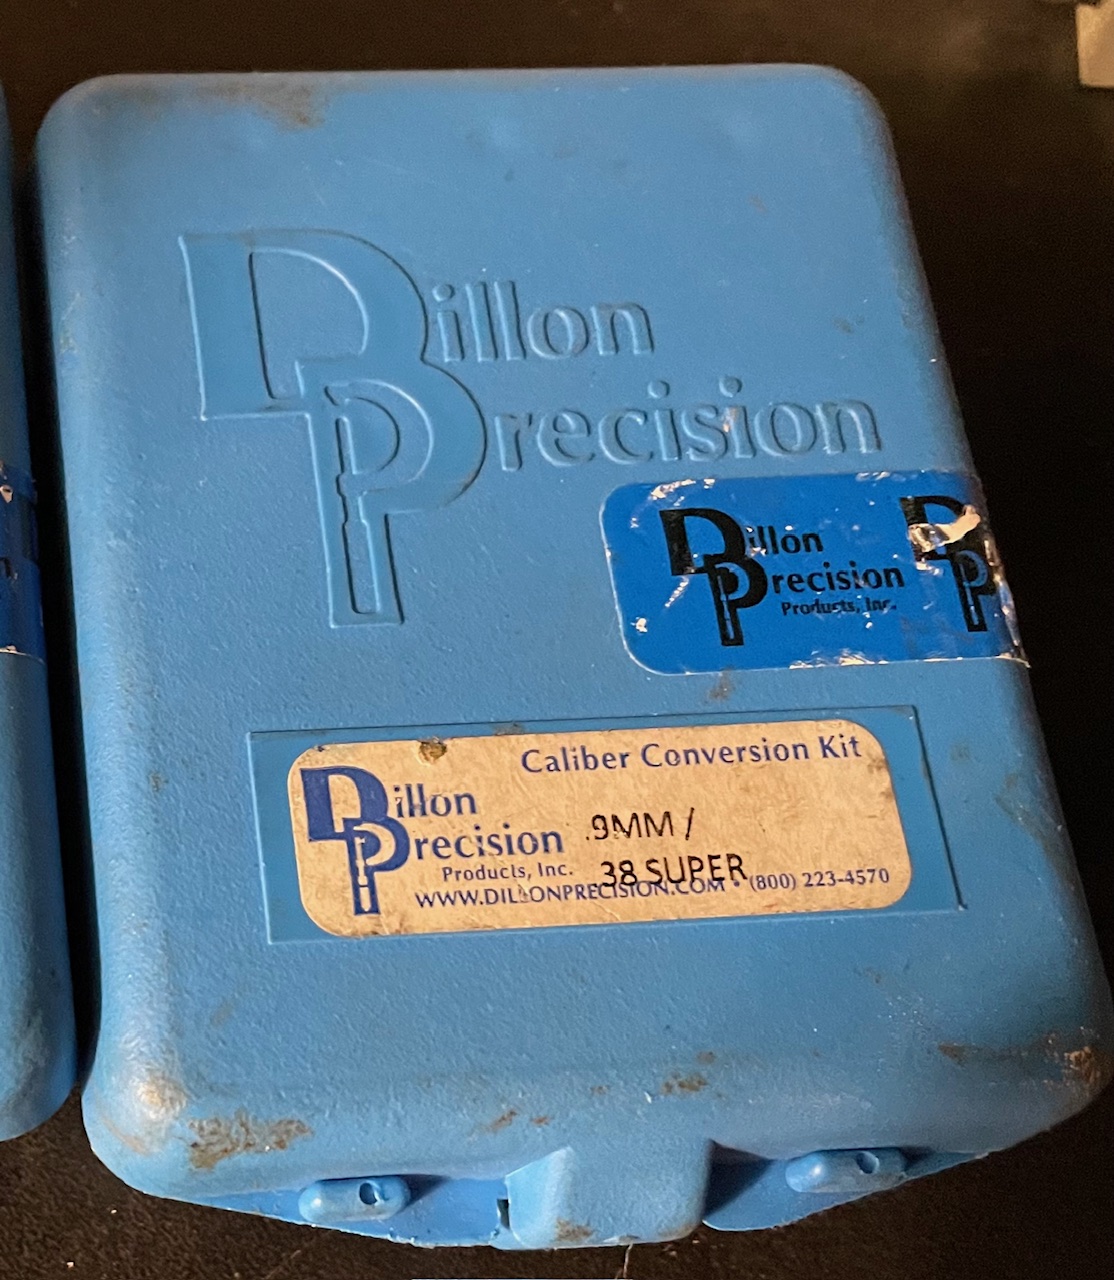 Dillon
Precision
Dillon
Precision
Products, Inc.
DP
Caliber Conversion Kit
Dillon
Precision
Products, Inc.
.9MM /
38 SUPER
WWW.DILLONPRECISION.COM • (800) 223-4570
n